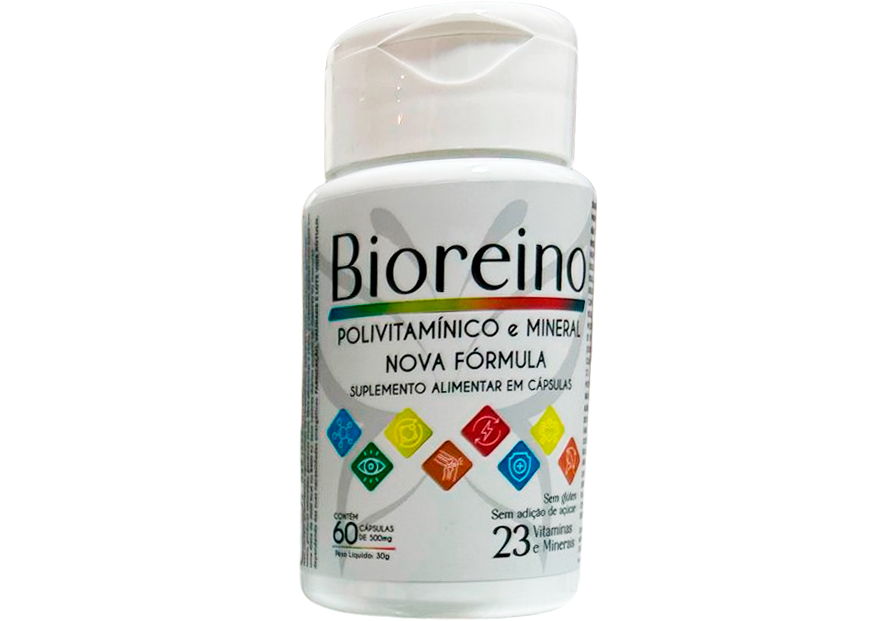 Bioreino
POLIVITAMÍNICO e MINERAL
NOVA FÓRMULA
SUPLEMENTO ALIMENTAR EM CÁPSULAS
Sem glúten
Sem adição de açúcar
23 Vitaminas
e Minerais
CONTÉM
60 CÁPSULAS
DE 500mg
Peso Líquido: 30g